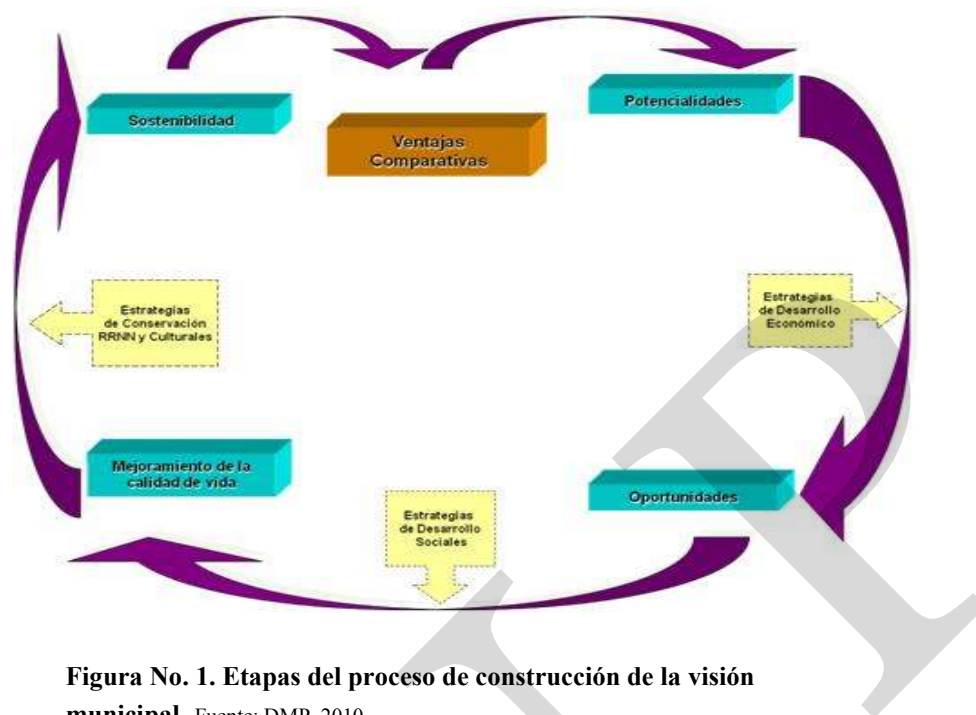 Sostenibilidad
Ventajas
Comparativas
Potencialidades
Estrategias
de Conservación
RRNN y Culturales
Estrategias
de Desarrollo
Económico
Mejoramiento de la
calidad de vida
Estrategias
de Desarrollo
Sociales
Oportunidades
Figura No. 1. Etapas del proceso de construcción de la visión
municipal. Fuente: DMP, 2010